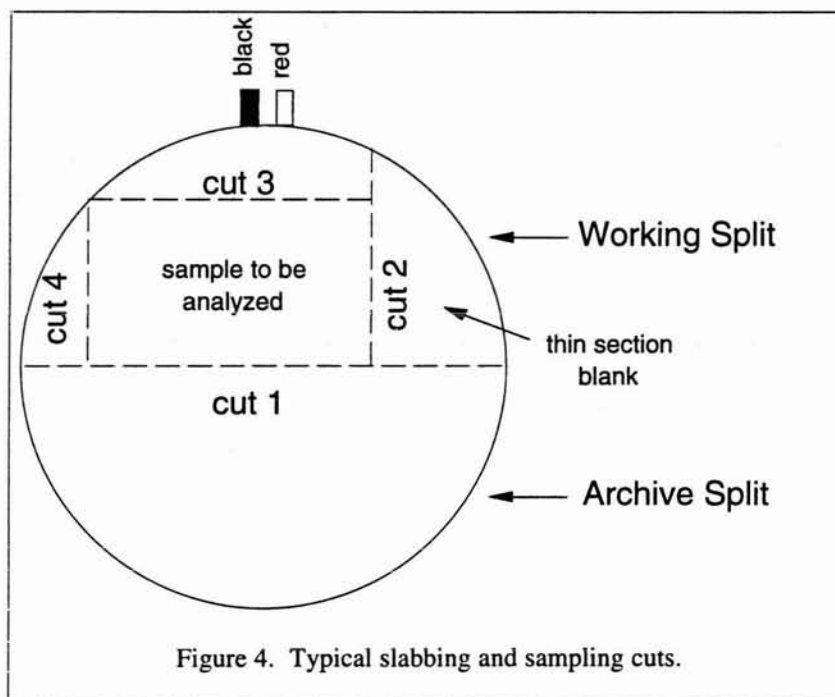 black
red
cut 3
Working Split
sample to be
analyzed
cut 4
cut 2
thin section
blank
cut 1
Archive Split
Figure 4. Typical slabbing and sampling cuts.